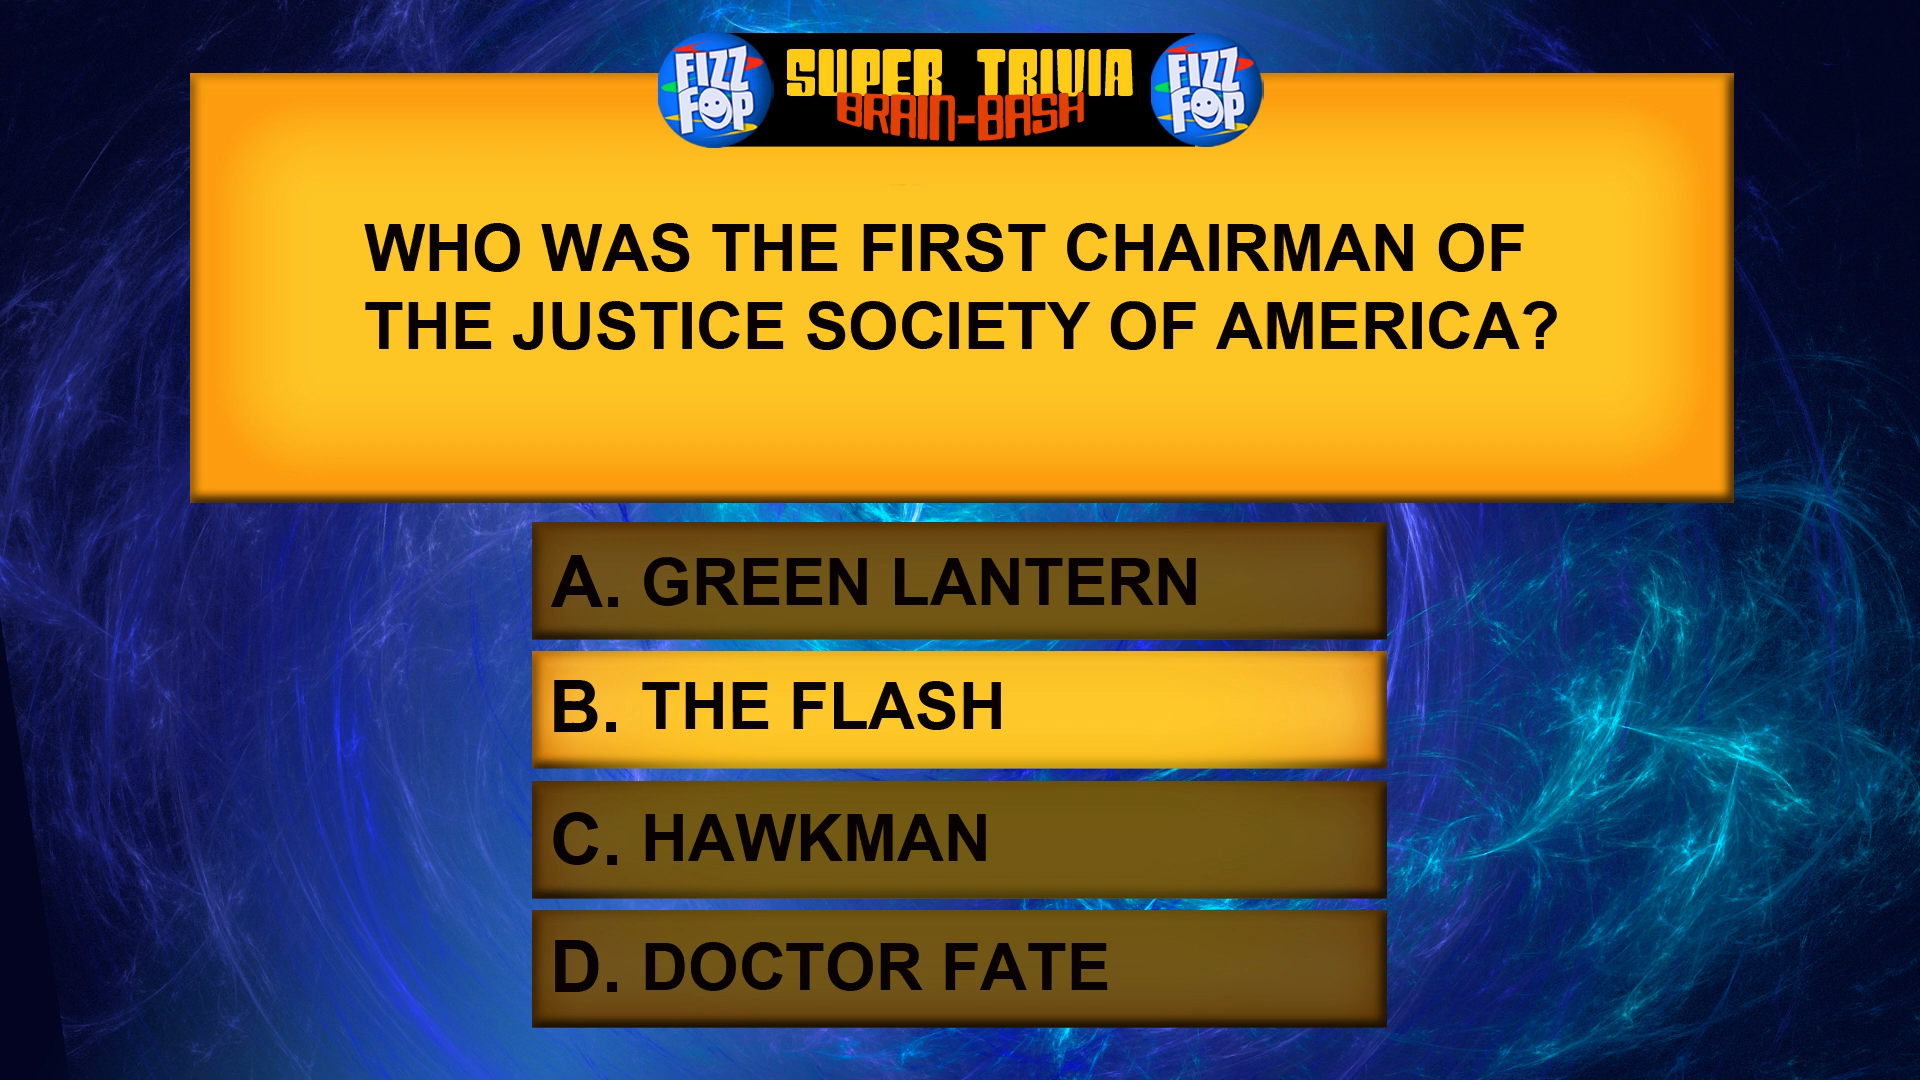 FIZZ FOP
SUPER TRIVIA
BRAIN-BASH
FIZZ FOP
WHO WAS THE FIRST CHAIRMAN OF
THE JUSTICE SOCIETY OF AMERICA?
A. GREEN LANTERN
B. THE FLASH
C. HAWKMAN
D. DOCTOR FATE